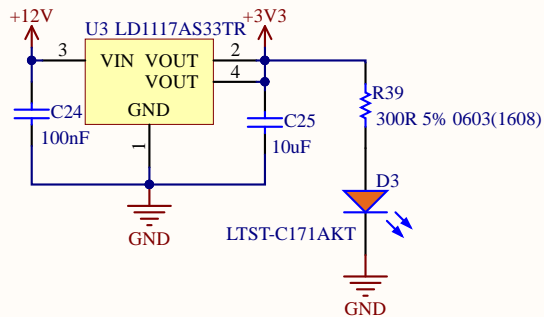 +12V
U3 LD1117AS33TR
+3V3
3
VIN VOUT
2
VOUT
4
GND
1
C24
100nF
C25
10uF
R39
300R 5% 0603(1608)
D3
LTST-C171AKT
GND
GND